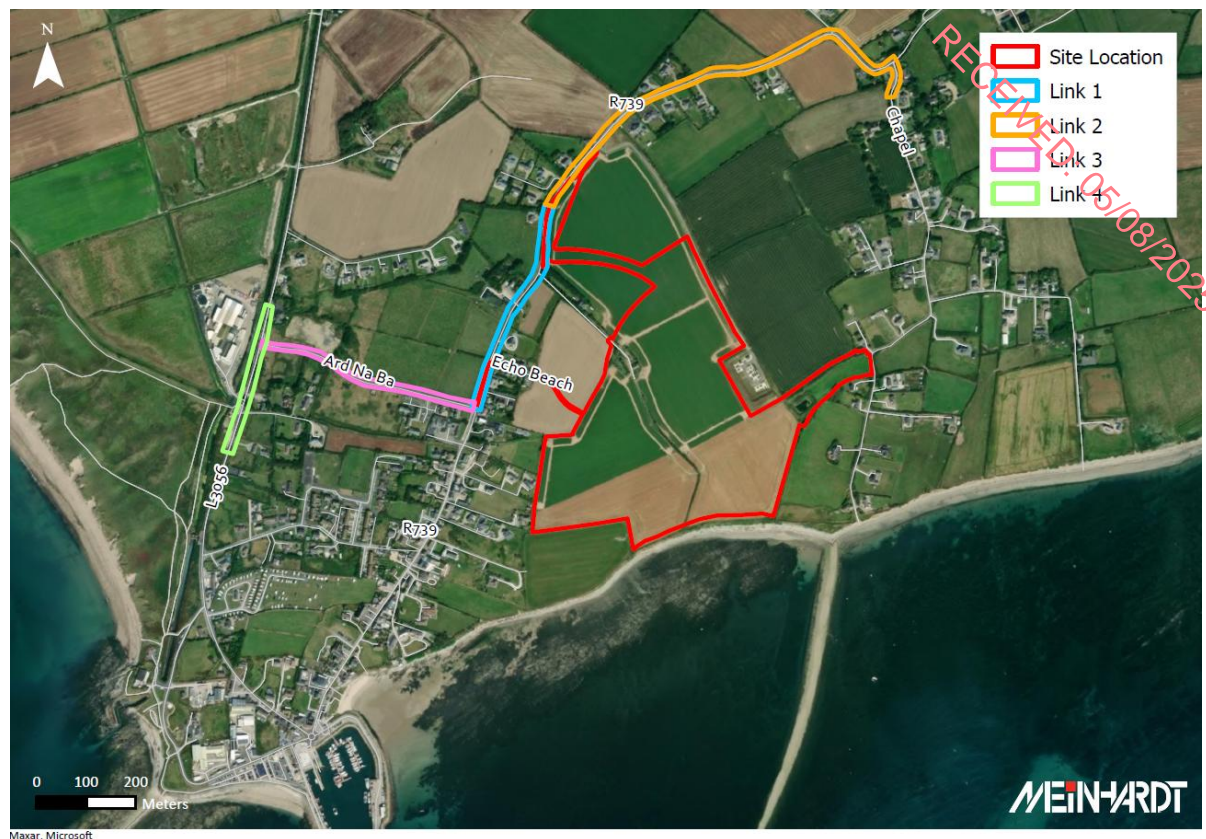 N
Site Location
Link 1
Link 2
Link 3
Link 4
RECEIVED: 05/08/2025
R739
Chapel
Ard Na Ba
Echo Beach
L3056
R739
0 100 200
Meters
MEINHARDT
Maxar, Microsoft